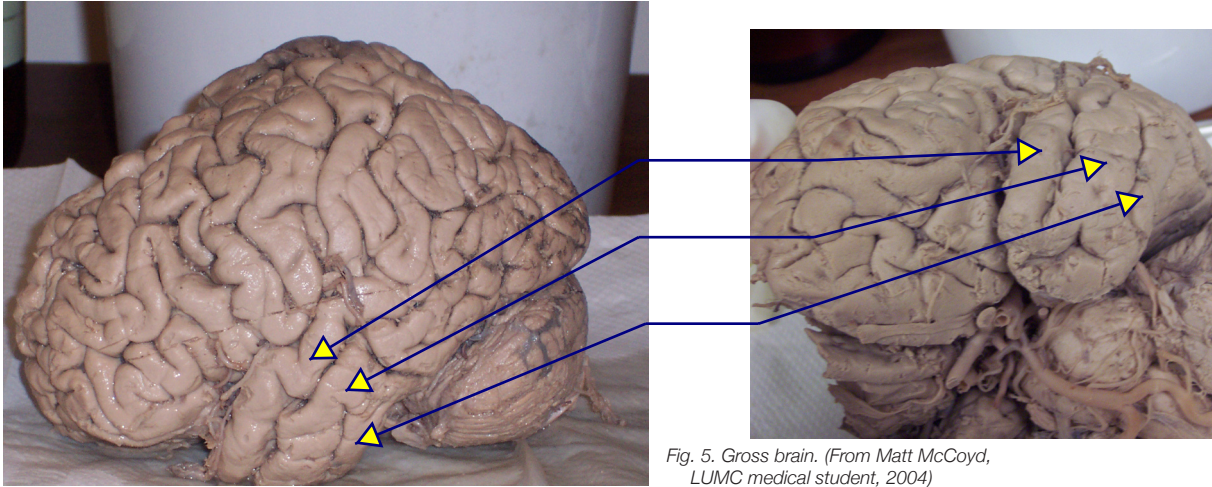 Fig. 5. Gross brain. (From Matt McCoyd,
LUMC medical student, 2004)